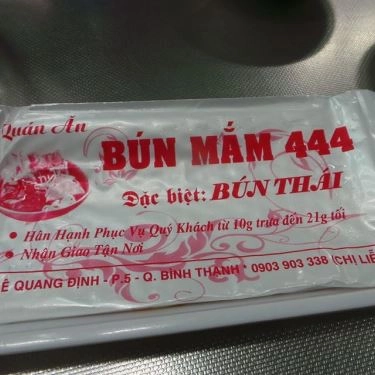 Quán Ăn
BÚN MẮM 444
Đặc biệt: BÚN THÁI
• Hân Hạnh Phục Vụ Quý Khách từ 10g trưa đến 21g tối
• Nhận Giao Tận Nơi
QUANG ĐỊNH - P.5 - Q. BÌNH THẠNH * 0903 903 338 (CHỊ LIỄ